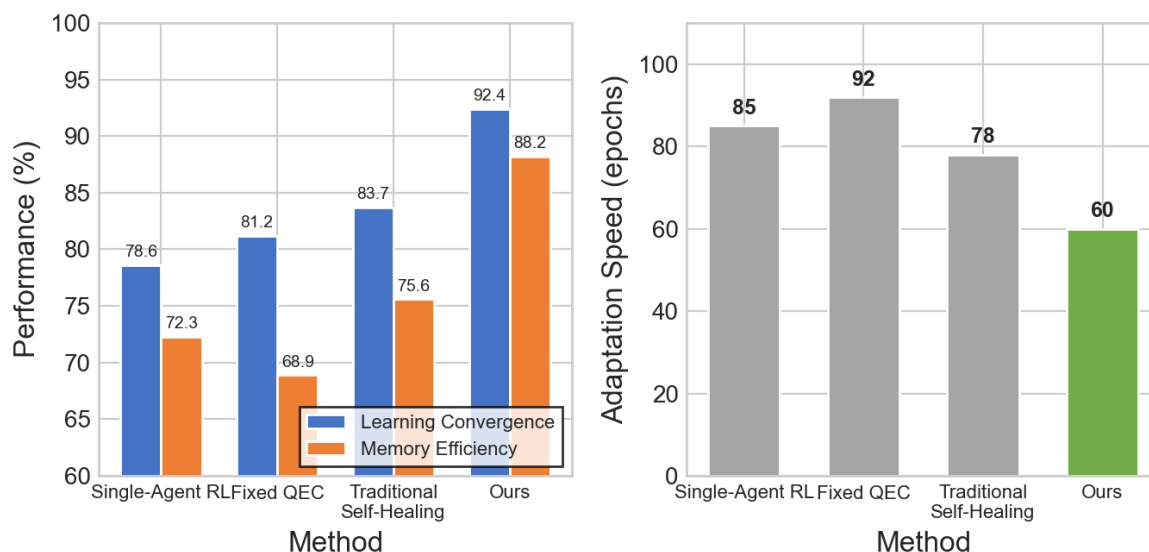 Performance (%)
100
95
90
85
80
75
70
65
60
78.6
72.3
81.2
68.9
83.7
75.6
92.4
88.2
Learning Convergence
Memory Efficiency
Single-Agent RL
Fixed QEC
Traditional
Self-Healing
Ours
Method
Adaptation Speed (epochs)
100
80
60
40
20
0
85
92
78
60
Single-Agent RL
Fixed QEC
Traditional
Self-Healing
Ours
Method